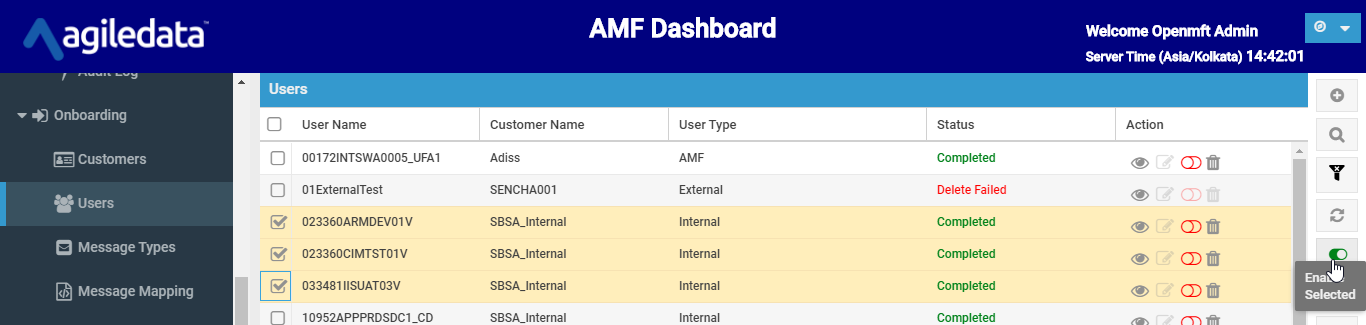 agiledata™
AMF Dashboard
Welcome Openmft Admin
Server Time (Asia/Kolkata) 14:42:01
Audit Log
Onboarding
Customers
Users
Message Types
Message Mapping
Users
User Name Customer Name User Type Status Action
00172INTSWA0005_UFA1 Adiss AMF Completed
01ExternalTest SENCHA001 External Delete Failed
023360ARMDEV01V SBSA_Internal Internal Completed
023360CIMTST01V SBSA_Internal Internal Completed
033481IISUAT03V SBSA_Internal Internal Completed
10952APPPRDSDC1_CD SBSA_Internal Internal Completed
Enable
Selected